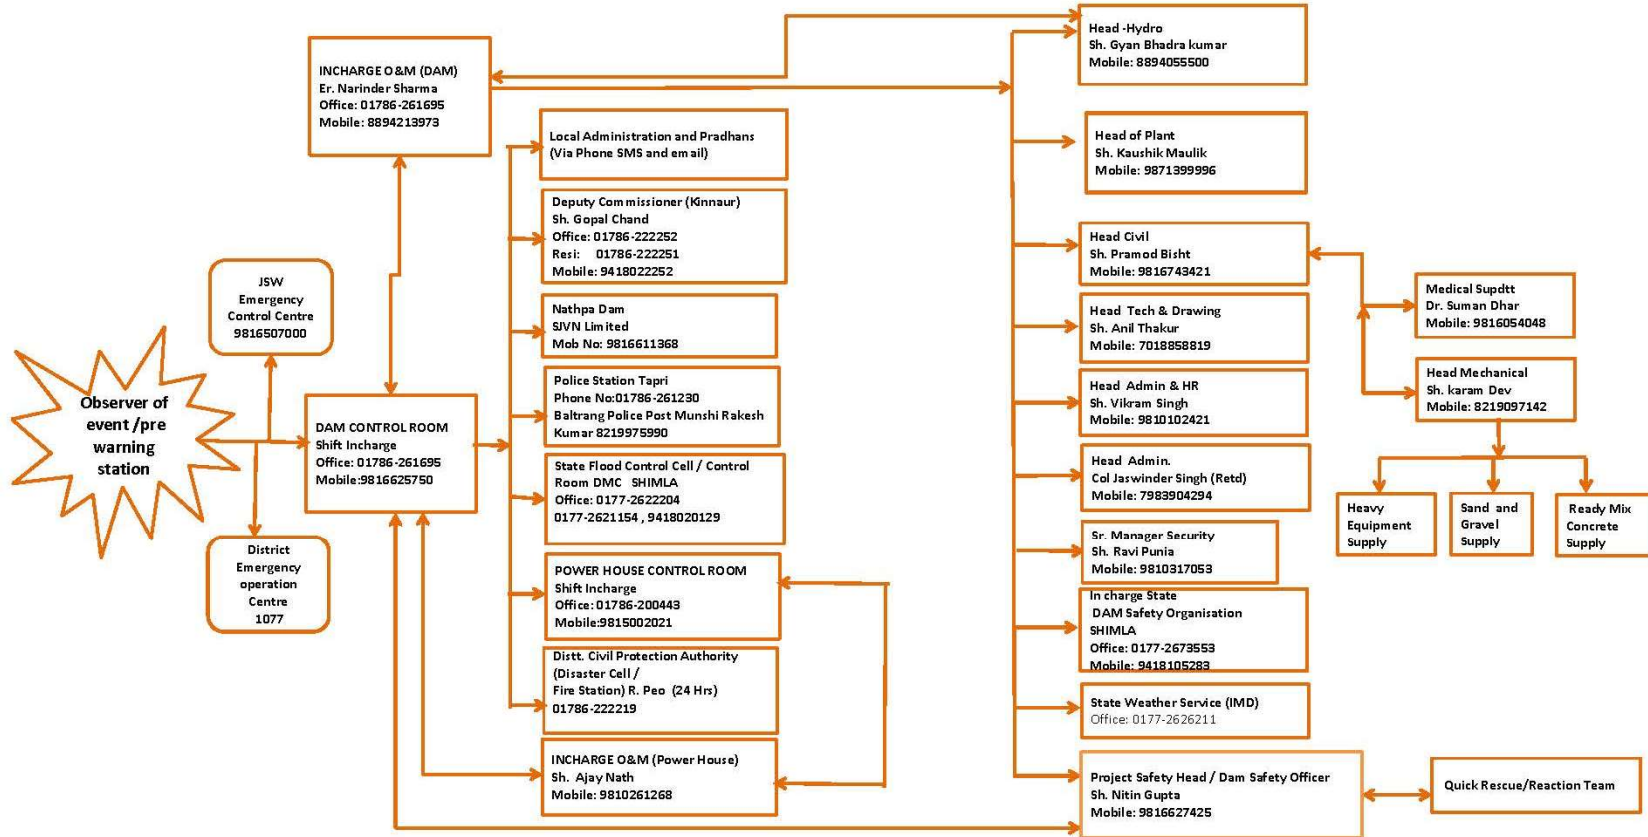 Observer of
event /pre
warning
station
JSW
Emergency
Control Centre
9816507000
District
Emergency
operation
Centre
1077
INCHARGE O&M (DAM)
Er. Narinder Sharma
Office: 01786-261695
Mobile: 8894213973
DAM CONTROL ROOM
Shift Incharge
Office: 01786-261695
Mobile:9816625750
Local Administration and Pradhans
(Via Phone SMS and email)
Deputy Commissioner (Kinnaur)
Sh. Gopal Chand
Office: 01786-222252
Resi: 01786-222251
Mobile: 9418022252
Nathpa Dam
SJVN Limited
Mob No: 9816611368
Police Station Tapri
Phone No:01786-261230
Baltrang Police Post Munshi Rakesh
Kumar 8219975990
State Flood Control Cell / Control
Room DMC SHIMLA
Office: 0177-2622204
0177-2621154 , 9418020129
POWER HOUSE CONTROL ROOM
Shift Incharge
Office: 01786-200443
Mobile:9815002021
Distt. Civil Protection Authority
(Disaster Cell /
Fire Station) R. Peo (24 Hrs)
01786-222219
INCHARGE O&M (Power House)
Sh. Ajay Nath
Mobile: 9810261268
Head -Hydro
Sh. Gyan Bhadra kumar
Mobile: 8894055500
Head of Plant
Sh. Kaushik Maulik
Mobile: 9871399996
Head Civil
Sh. Pramod Bisht
Mobile: 9816743421
Head Tech & Drawing
Sh. Anil Thakur
Mobile: 7018858819
Head Admin & HR
Sh. Vikram Singh
Mobile: 9810102421
Head Admin.
Col Jaswinder Singh (Retd)
Mobile: 7983904294
Sr. Manager Security
Sh. Ravi Punia
Mobile: 9810317053
In charge State
DAM Safety Organisation
SHIMLA
Office: 0177-2673553
Mobile: 9418105283
State Weather Service (IMD)
Office: 0177-2626211
Project Safety Head / Dam Safety Officer
Sh. Nitin Gupta
Mobile: 9816627425
Medical Supdtt
Dr. Suman Dhar
Mobile: 9816054048
Head Mechanical
Sh. karam Dev
Mobile: 8219097142
Heavy
Equipment
Supply
Sand and
Gravel
Supply
Ready Mix
Concrete
Supply
Quick Rescue/Reaction Team